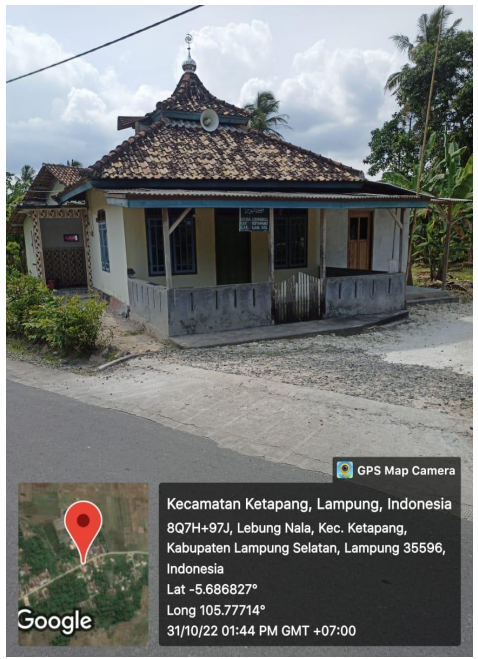 GPS Map Camera
Kecamatan Ketapang, Lampung, Indonesia
8Q7H+97J, Lebung Nala, Kec. Ketapang,
Kabupaten Lampung Selatan, Lampung 35596,
Indonesia
Lat -5.686827°
Long 105.77714°
31/10/22 01:44 PM GMT +07:00
Google